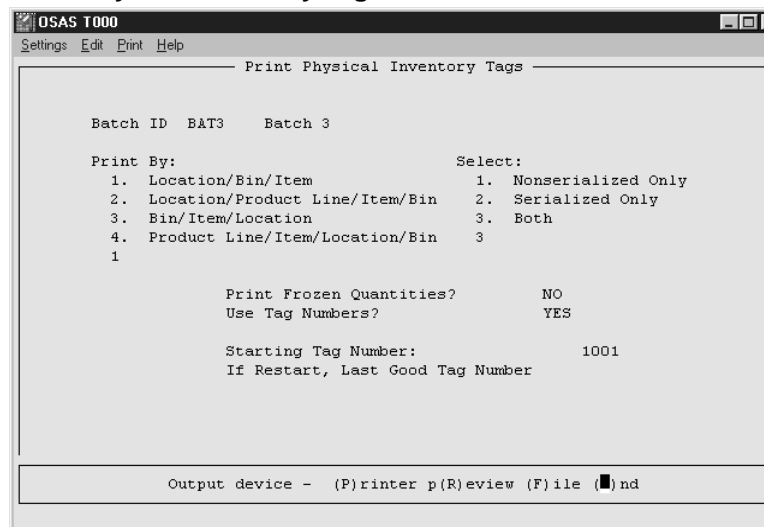 OSAS T000
Settings Edit Print Help
Print Physical Inventory Tags
Batch ID BAT3 Batch 3
Print By: Select:
1. Location/Bin/Item 1. Nonserialized Only
2. Location/Product Line/Item/Bin 2. Serialized Only
3. Bin/Item/Location 3. Both
4. Product Line/Item/Location/Bin 3
1
Print Frozen Quantities? NO
Use Tag Numbers? YES
Starting Tag Number: 1001
If Restart, Last Good Tag Number
Output device - (P)rinter p(R)eview (F)ile ( )nd